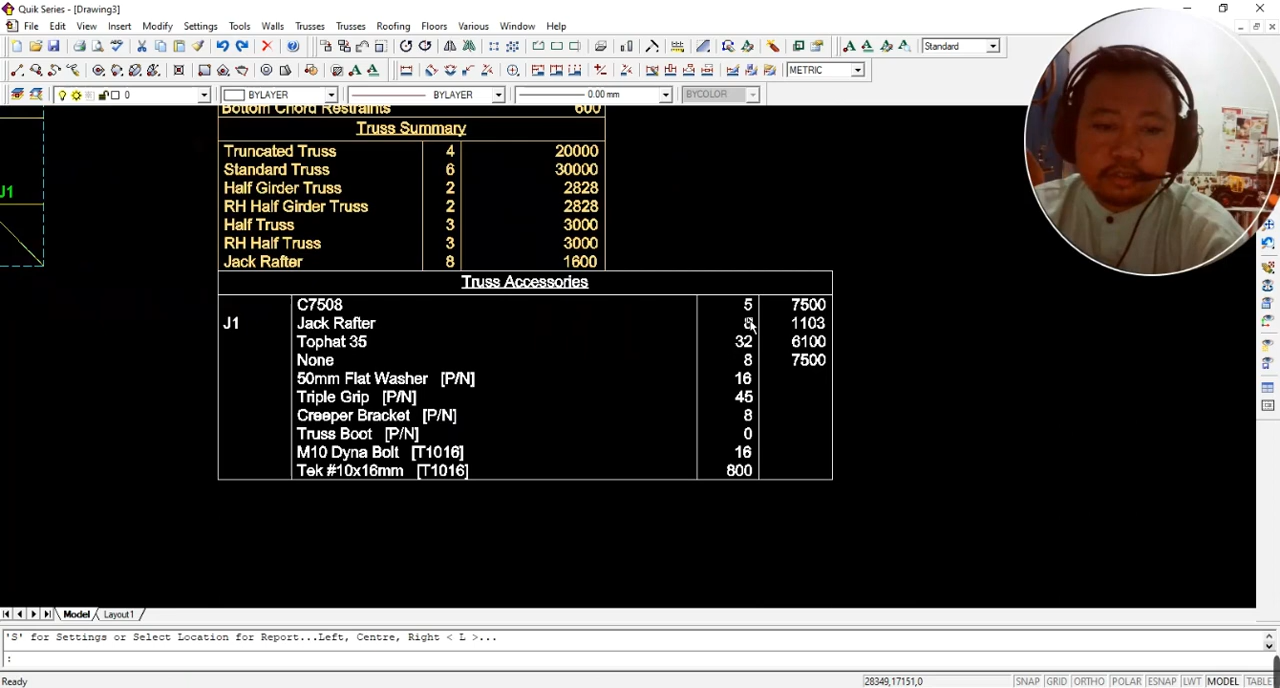 Quik Series - [Drawing3]
File Edit View Insert Format Modify Settings Tools Walls Trusses Trusses Roofing Floors Various Window Help
Standard
METRIC
0 BYLAYER BYLAYER 0.00 mm BYCOLOR
Bottom Chord Restraints 600
Truss Summary
Truncated Truss 4 20000
Standard Truss 6 30000
Half Girder Truss 2 2828
RH Half Girder Truss 2 2828
Half Truss 3 3000
RH Half Truss 3 3000
Jack Rafter 8 1600
J1
Truss Accessories
C7508 5 7500
J1 Jack Rafter 8 1103
Tophat 35 32 6100
None 8 7500
50mm Flat Washer [P/N] 16
Triple Grip [P/N] 45
Creeper Bracket [P/N] 8
Truss Boot [P/N] 0
M10 Dyna Bolt [T1016] 16
Tek #10x16mm [T1016] 800
Model Layout1
'S' for Settings or Select Location for Report...Left, Centre, Right < L >...
:
Ready 28349,17151,0 SNAP GRID ORTHO POLAR ESNAP LWT MODEL TABLE